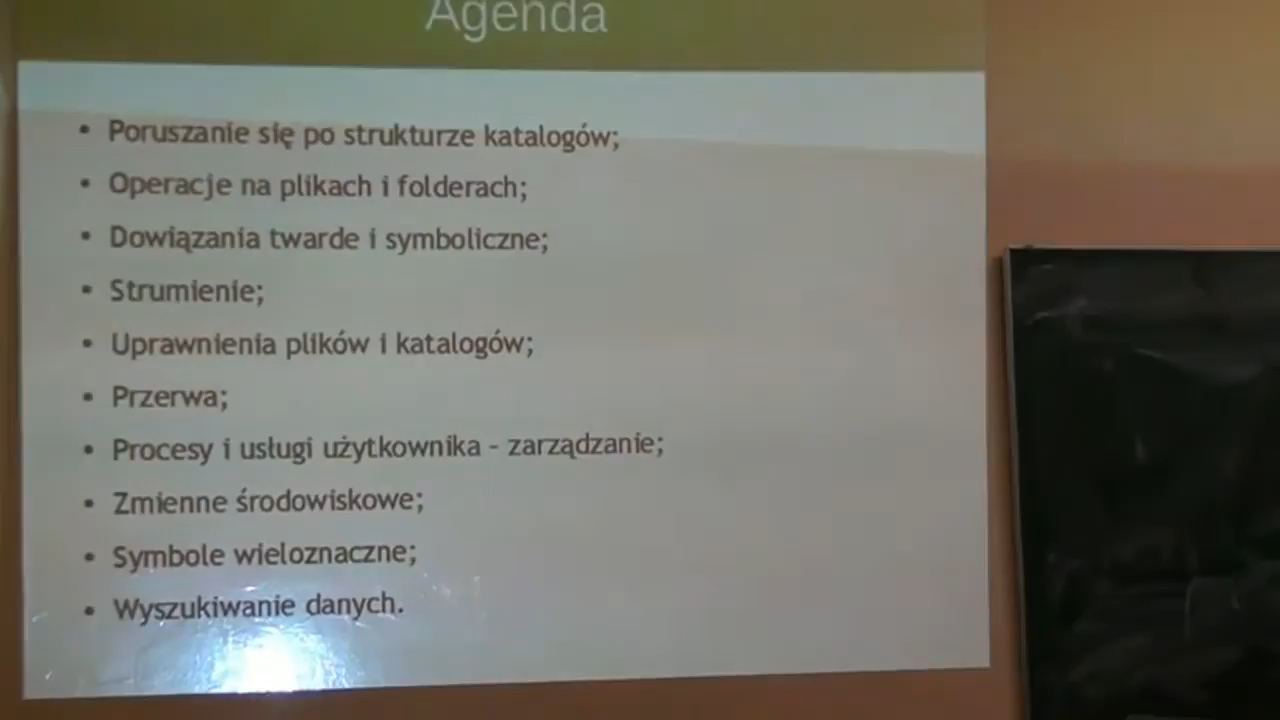 Agenda
• Poruszanie się po strukturze katalogów;
• Operacje na plikach i folderach;
• Dowiązania twarde i symboliczne;
• Strumienie;
• Uprawnienia plików i katalogów;
• Przerwa;
• Procesy i usługi użytkownika - zarządzanie;
• Zmienne środowiskowe;
• Symbole wieloznaczne;
• Wyszukiwanie danych.